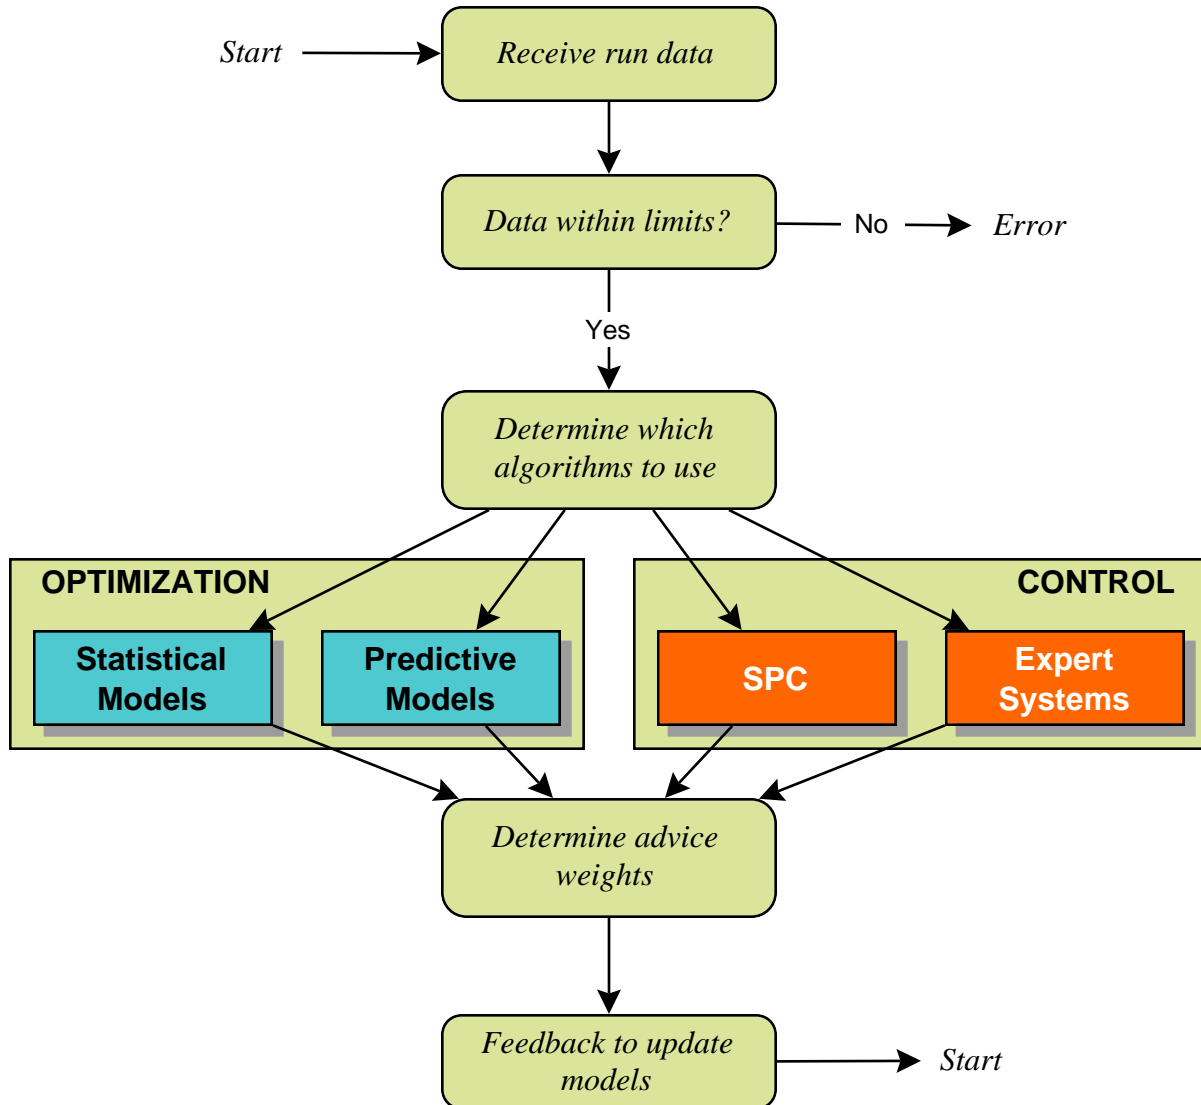 Start
Receive run data
Data within limits?
No
Error
Yes
Determine which
algorithms to use
OPTIMIZATION
CONTROL
Statistical
Models
Predictive
Models
SPC
Expert
Systems
Determine advice
weights
Feedback to update
models
Start